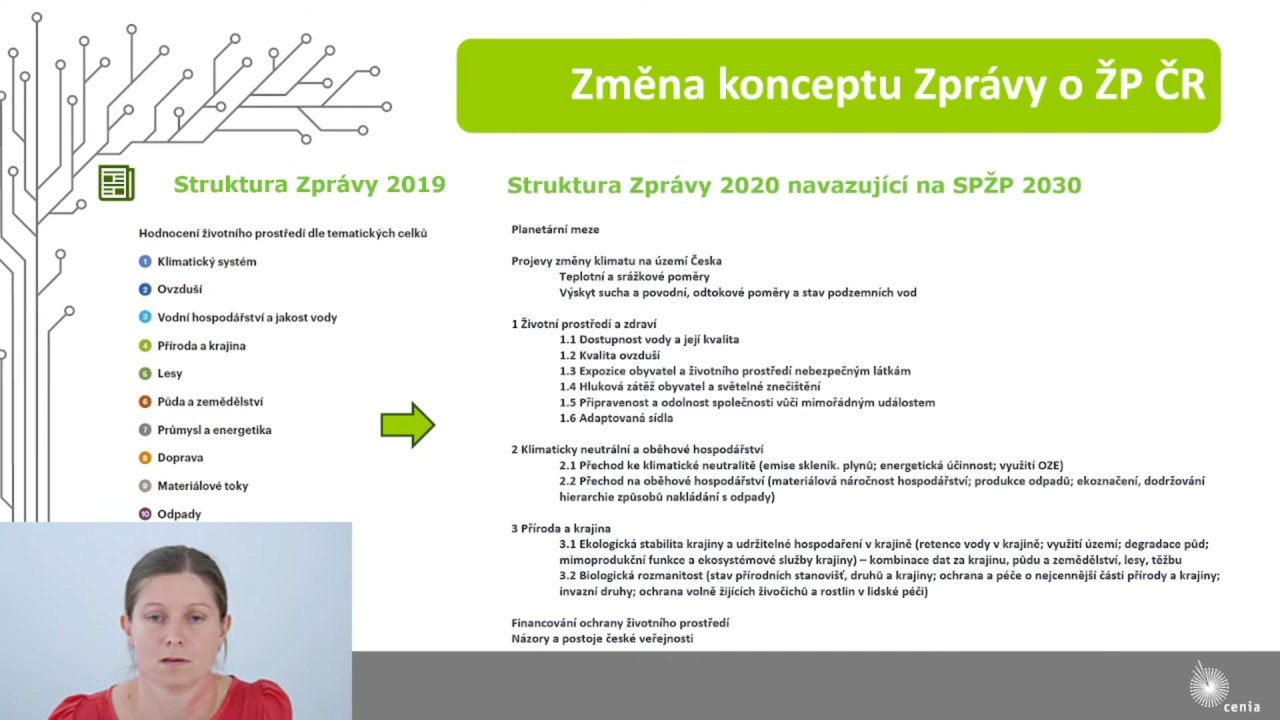 Změna konceptu Zprávy o ŽP ČR
Struktura Zprávy 2019
Hodnocení životního prostředí dle tematických celků
1 Klimatický systém
2 Ovzduší
3 Vodní hospodářství a jakost vody
4 Příroda a krajina
5 Lesy
6 Půda a zemědělství
7 Průmysl a energetika
8 Doprava
9 Materiálové toky
10 Odpady
Struktura Zprávy 2020 navazující na SPŽP 2030
Planetární meze
Projevy změny klimatu na území Česka
Teplotní a srážkové poměry
Výskyt sucha a povodní, odtokové poměry a stav podzemních vod
1 Životní prostředí a zdraví
1.1 Dostupnost vody a její kvalita
1.2 Kvalita ovzduší
1.3 Expozice obyvatel a životního prostředí nebezpečným látkám
1.4 Hluková zátěž obyvatel a světelné znečištění
1.5 Připravenost a odolnost společnosti vůči mimořádným událostem
1.6 Adaptovaná sídla
2 Klimaticky neutrální a oběhové hospodářství
2.1 Přechod ke klimatické neutralitě (emise skleník. plynů; energetická účinnost; využití OZE)
2.2 Přechod na oběhové hospodářství (materiálová náročnost hospodářství; produkce odpadů; ekoznačení, dodržování
hierarchie způsobů nakládání s odpady)
3 Příroda a krajina
3.1 Ekologická stabilita krajiny a udržitelné hospodaření v krajině (retence vody v krajině; využití území; degradace půd;
mimoprodukční funkce a ekosystémové služby krajiny) – kombinace dat za krajinu, půdu a zemědělství, lesy, těžbu
3.2 Biologická rozmanitost (stav přírodních stanovišť, druhů a krajiny; ochrana a péče o nejcennější části přírody a krajiny;
invazní druhy; ochrana volně žijících živočichů a rostlin v lidské péči)
Financování ochrany životního prostředí
Názory a postoje české veřejnosti
cenia